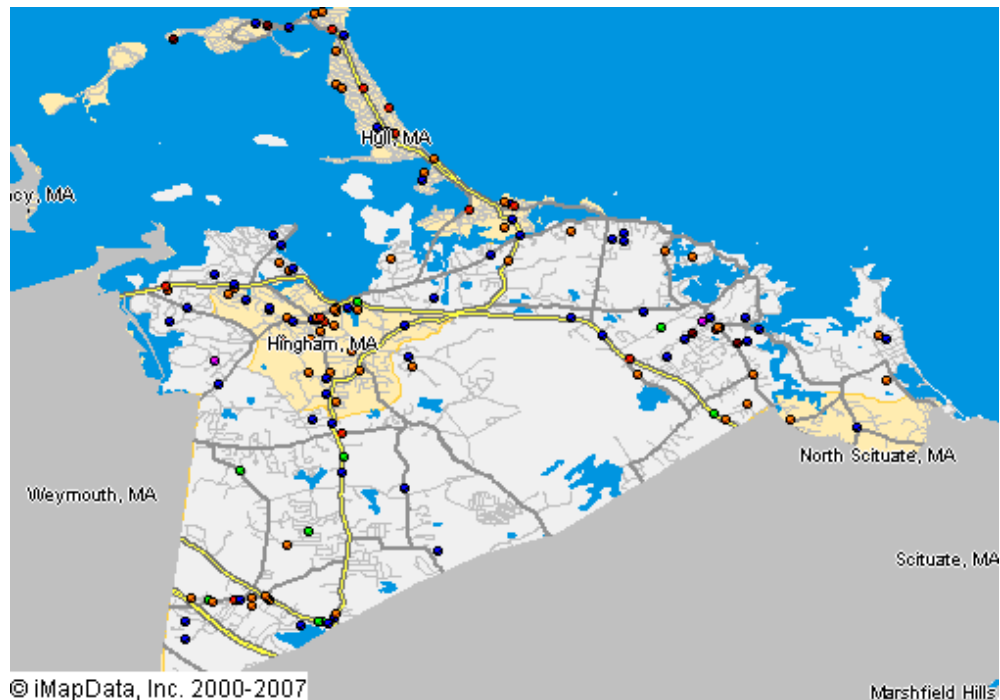 Hull, MA
cy, MA
Hingham, MA
North Scituate, MA
Weymouth, MA
Scituate, MA
© iMapData, Inc. 2000-2007
Marshfield Hills